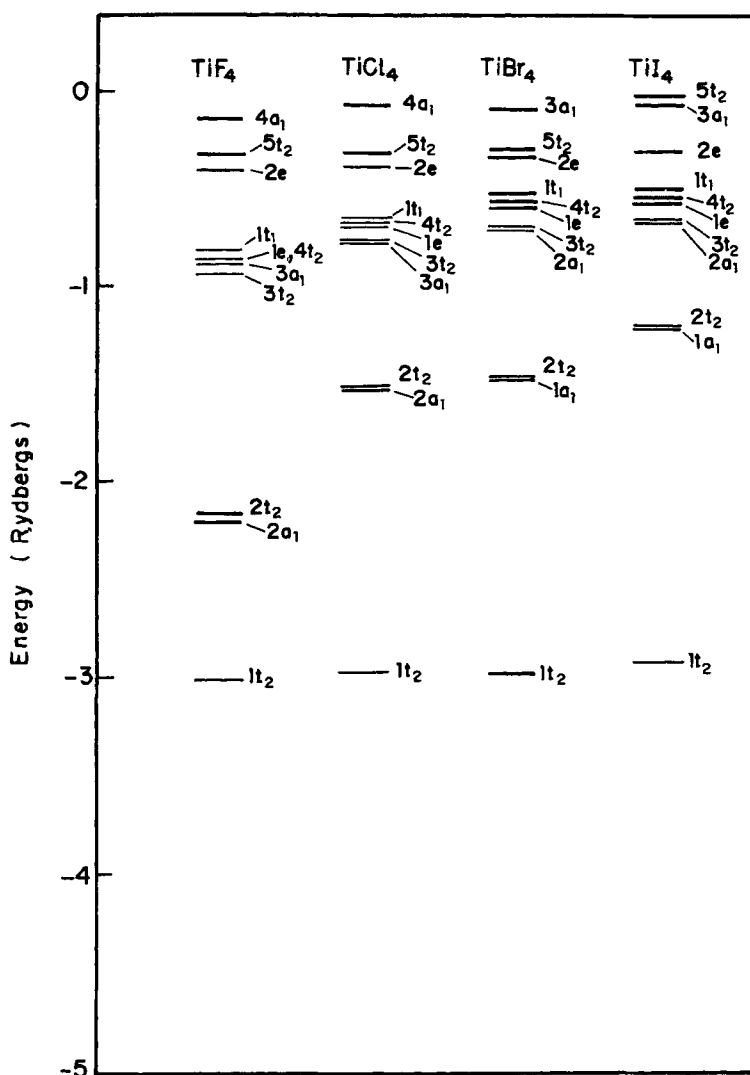 TiF₄ TiCl₄ TiBr₄ TiI₄
0
4a₁ 4a₁ 3a₁ 5t₂
3a₁
5t₂ 5t₂ 5t₂ 2e
2e 2e 2e
1t₁ 1t₁ 1t₁ 1t₁
1e,4t₂ 4t₂ 4t₂ 4t₂
3a₁ 1e 1e 1e
3t₂ 3t₂ 3t₂ 3t₂
3a₁ 2a₁ 2a₁
-1
2t₂ 2t₂ 2t₂
2a₁ 1a₁ 1a₁
-2
2t₂
2a₁
-3
1t₂ 1t₂ 1t₂ 1t₂
-4
-5
Energy (Rydbergs)